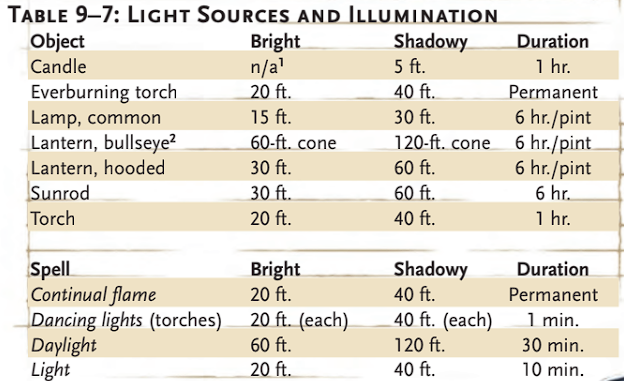 TABLE 9–7: LIGHT SOURCES AND ILLUMINATION
Object Bright Shadowy Duration
Candle n/a¹ 5 ft. 1 hr.
Everburning torch 20 ft. 40 ft. Permanent
Lamp, common 15 ft. 30 ft. 6 hr./pint
Lantern, bullseye² 60-ft. cone 120-ft. cone 6 hr./pint
Lantern, hooded 30 ft. 60 ft. 6 hr./pint
Sunrod 30 ft. 60 ft. 6 hr.
Torch 20 ft. 40 ft. 1 hr.
Spell Bright Shadowy Duration
Continual flame 20 ft. 40 ft. Permanent
Dancing lights (torches) 20 ft. (each) 40 ft. (each) 1 min.
Daylight 60 ft. 120 ft. 30 min.
Light 20 ft. 40 ft. 10 min.